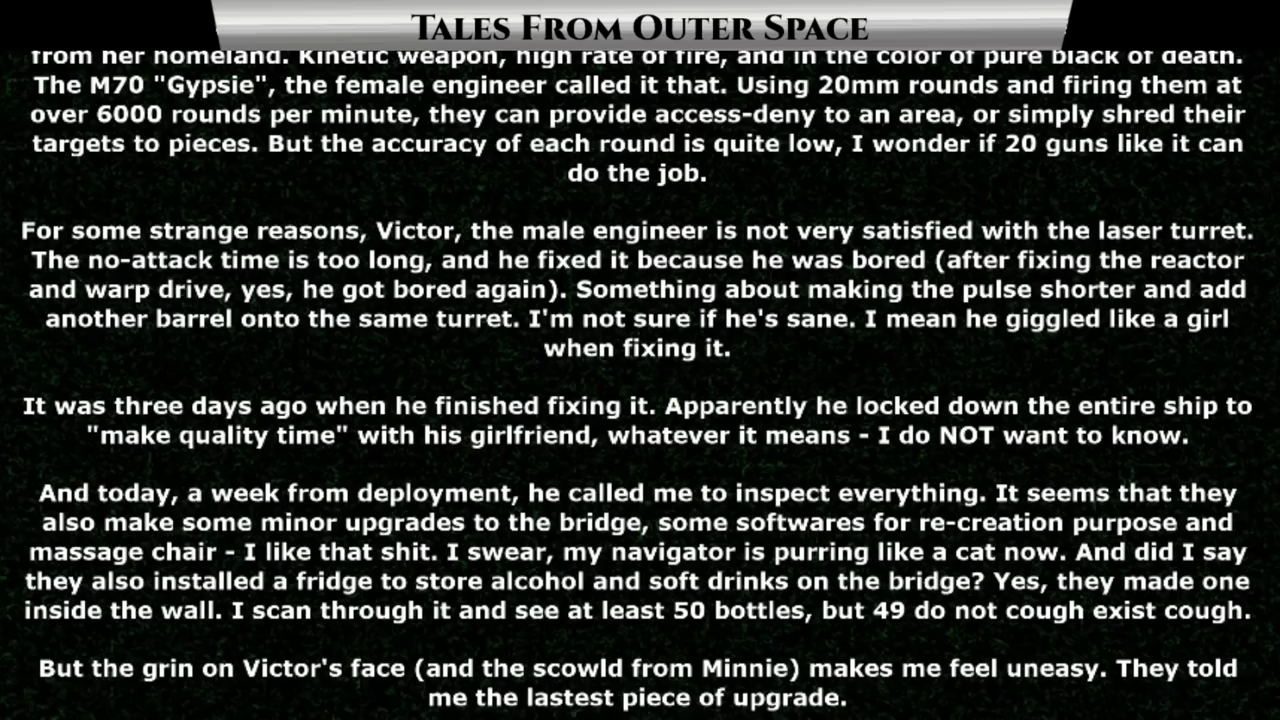 Tales From Outer Space
from her homeland. Kinetic weapon, high rate of fire, and in the color of pure black of death.
The M70 "Gypsie", the female engineer called it that. Using 20mm rounds and firing them at
over 6000 rounds per minute, they can provide access-deny to an area, or simply shred their
targets to pieces. But the accuracy of each round is quite low, I wonder if 20 guns like it can
do the job.
For some strange reasons, Victor, the male engineer is not very satisfied with the laser turret.
The no-attack time is too long, and he fixed it because he was bored (after fixing the reactor
and warp drive, yes, he got bored again). Something about making the pulse shorter and add
another barrel onto the same turret. I'm not sure if he's sane. I mean he giggled like a girl
when fixing it.
It was three days ago when he finished fixing it. Apparently he locked down the entire ship to
"make quality time" with his girlfriend, whatever it means - I do NOT want to know.
And today, a week from deployment, he called me to inspect everything. It seems that they
also make some minor upgrades to the bridge, some softwares for re-creation purpose and
massage chair - I like that shit. I swear, my navigator is purring like a cat now. And did I say
they also installed a fridge to store alcohol and soft drinks on the bridge? Yes, they made one
inside the wall. I scan through it and see at least 50 bottles, but 49 do not cough exist cough.
But the grin on Victor's face (and the scowld from Minnie) makes me feel uneasy. They told
me the lastest piece of upgrade.